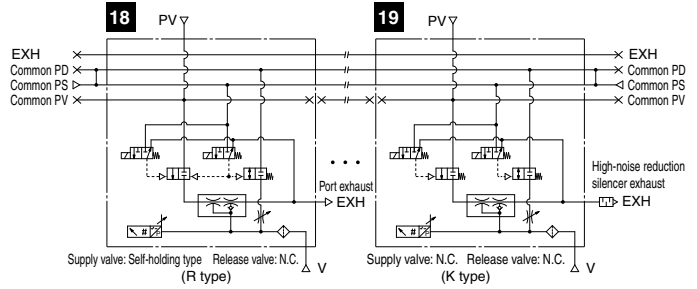 18
PV
19
PV
EXH
Common PD
Common PS
Common PV
EXH
Common PD
Common PS
Common PV
Port exhaust
EXH
High-noise reduction
silencer exhaust
EXH
#
#
Supply valve: Self-holding type Release valve: N.C.
(R type)
V
Supply valve: N.C. Release valve: N.C.
(K type)
V